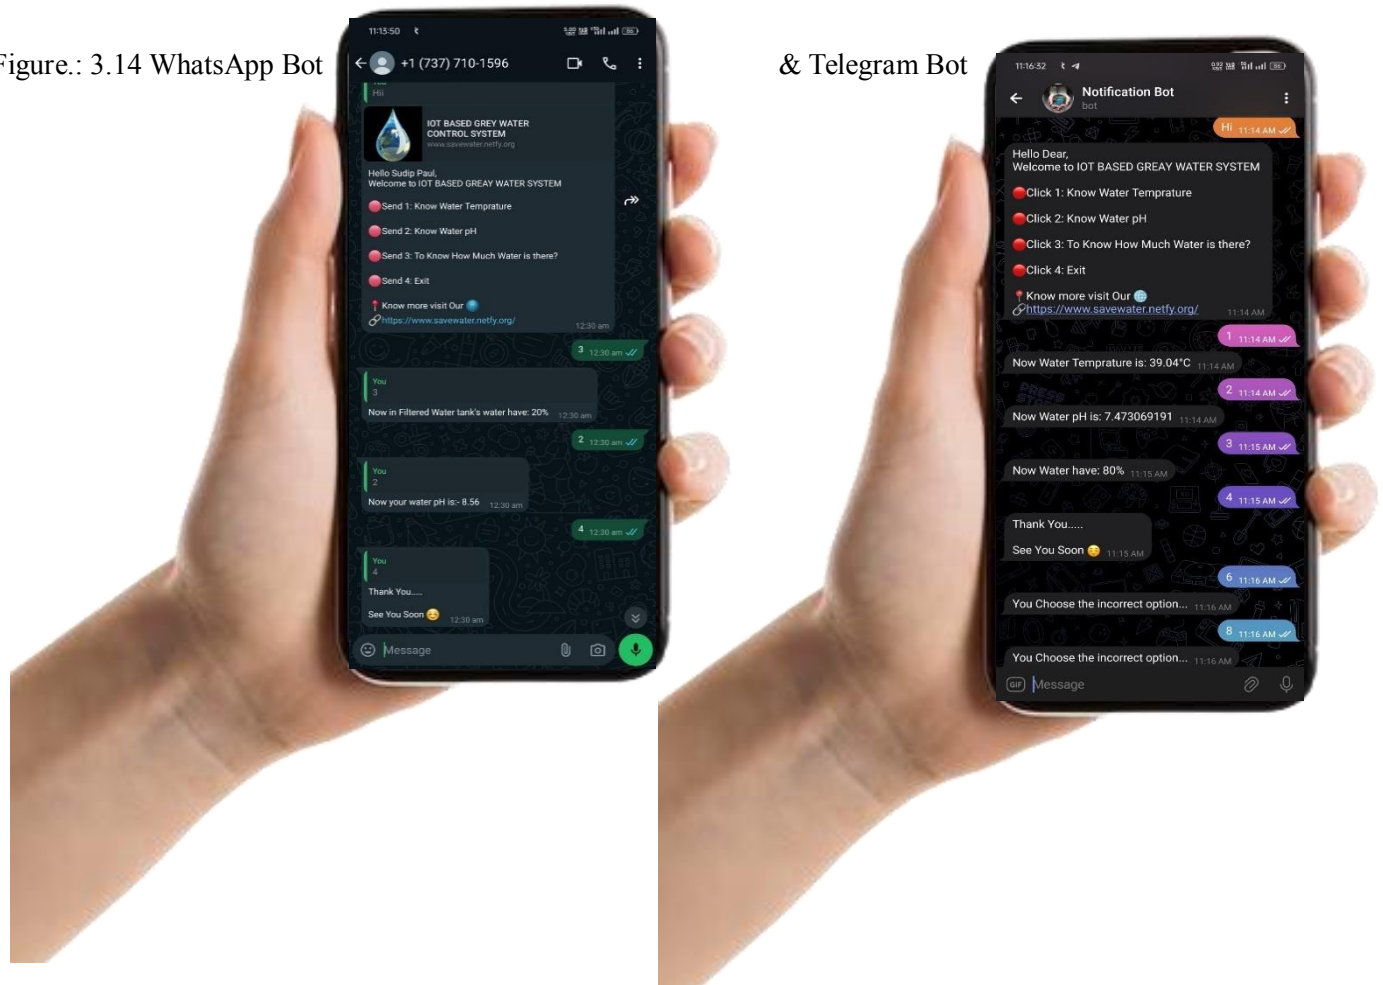 Figure.: 3.14 WhatsApp Bot
& Telegram Bot
11:13:50
+1 (737) 710-1596
You
Hii
IOT BASED GREY WATER
CONTROL SYSTEM
www.savewater.netfy.org
Hello Sudip Paul,
Welcome to IOT BASED GREAY WATER SYSTEM
Send 1: Know Water Temprature
Send 2: Know Water pH
Send 3: To Know How Much Water is there?
Send 4: Exit
Know more visit Our
https://www.savewater.netfy.org/
12:30 am
3 12:30 am
You
3
Now in Filtered Water tank's water have: 20% 12:30 am
2 12:30 am
You
2
Now your water pH is:- 8.56 12:30 am
4 12:30 am
You
4
Thank You.....
See You Soon 12:30 am
Message
11:16:32
Notification Bot
bot
Hi 11:14 AM
Hello Dear,
Welcome to IOT BASED GREAY WATER SYSTEM
Click 1: Know Water Temprature
Click 2: Know Water pH
Click 3: To Know How Much Water is there?
Click 4: Exit
Know more visit Our
https://www.savewater.netfy.org/ 11:14 AM
1 11:14 AM
Now Water Temprature is: 39.04°C 11:14 AM
2 11:14 AM
Now Water pH is: 7.473069191 11:14 AM
3 11:15 AM
Now Water have: 80% 11:15 AM
4 11:15 AM
Thank You.....
See You Soon 11:15 AM
6 11:16 AM
You Choose the incorrect option... 11:16 AM
8 11:16 AM
You Choose the incorrect option... 11:16 AM
GIF Message